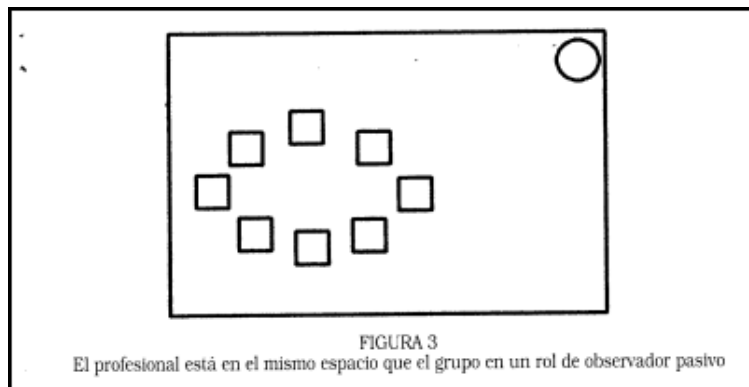 FIGURA 3
El profesional está en el mismo espacio que el grupo en un rol de observador pasivo